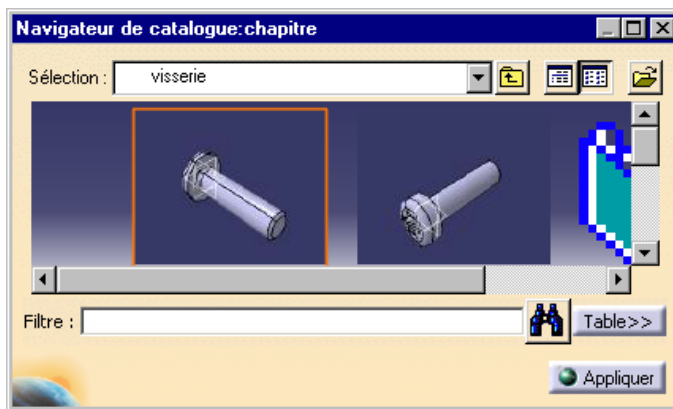 Navigateur de catalogue:chapitre
Sélection : visserie
Filtre : Table>>
Appliquer